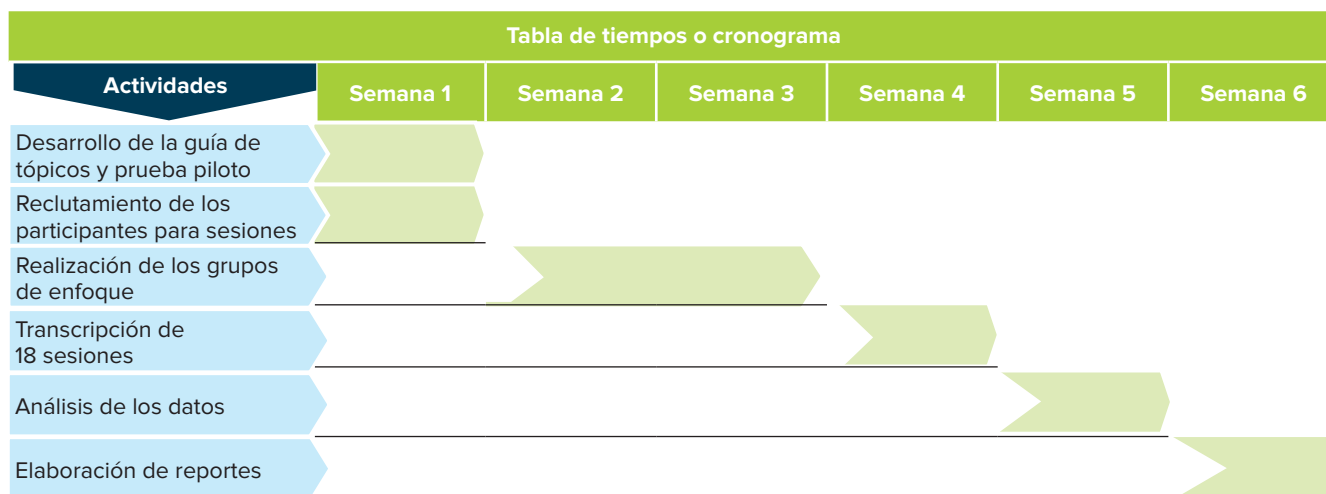 Tabla de tiempos o cronograma
Actividades
Semana 1
Semana 2
Semana 3
Semana 4
Semana 5
Semana 6
Desarrollo de la guía de
tópicos y prueba piloto
Reclutamiento de los
participantes para sesiones
Realización de los grupos
de enfoque
Transcripción de
18 sesiones
Análisis de los datos
Elaboración de reportes